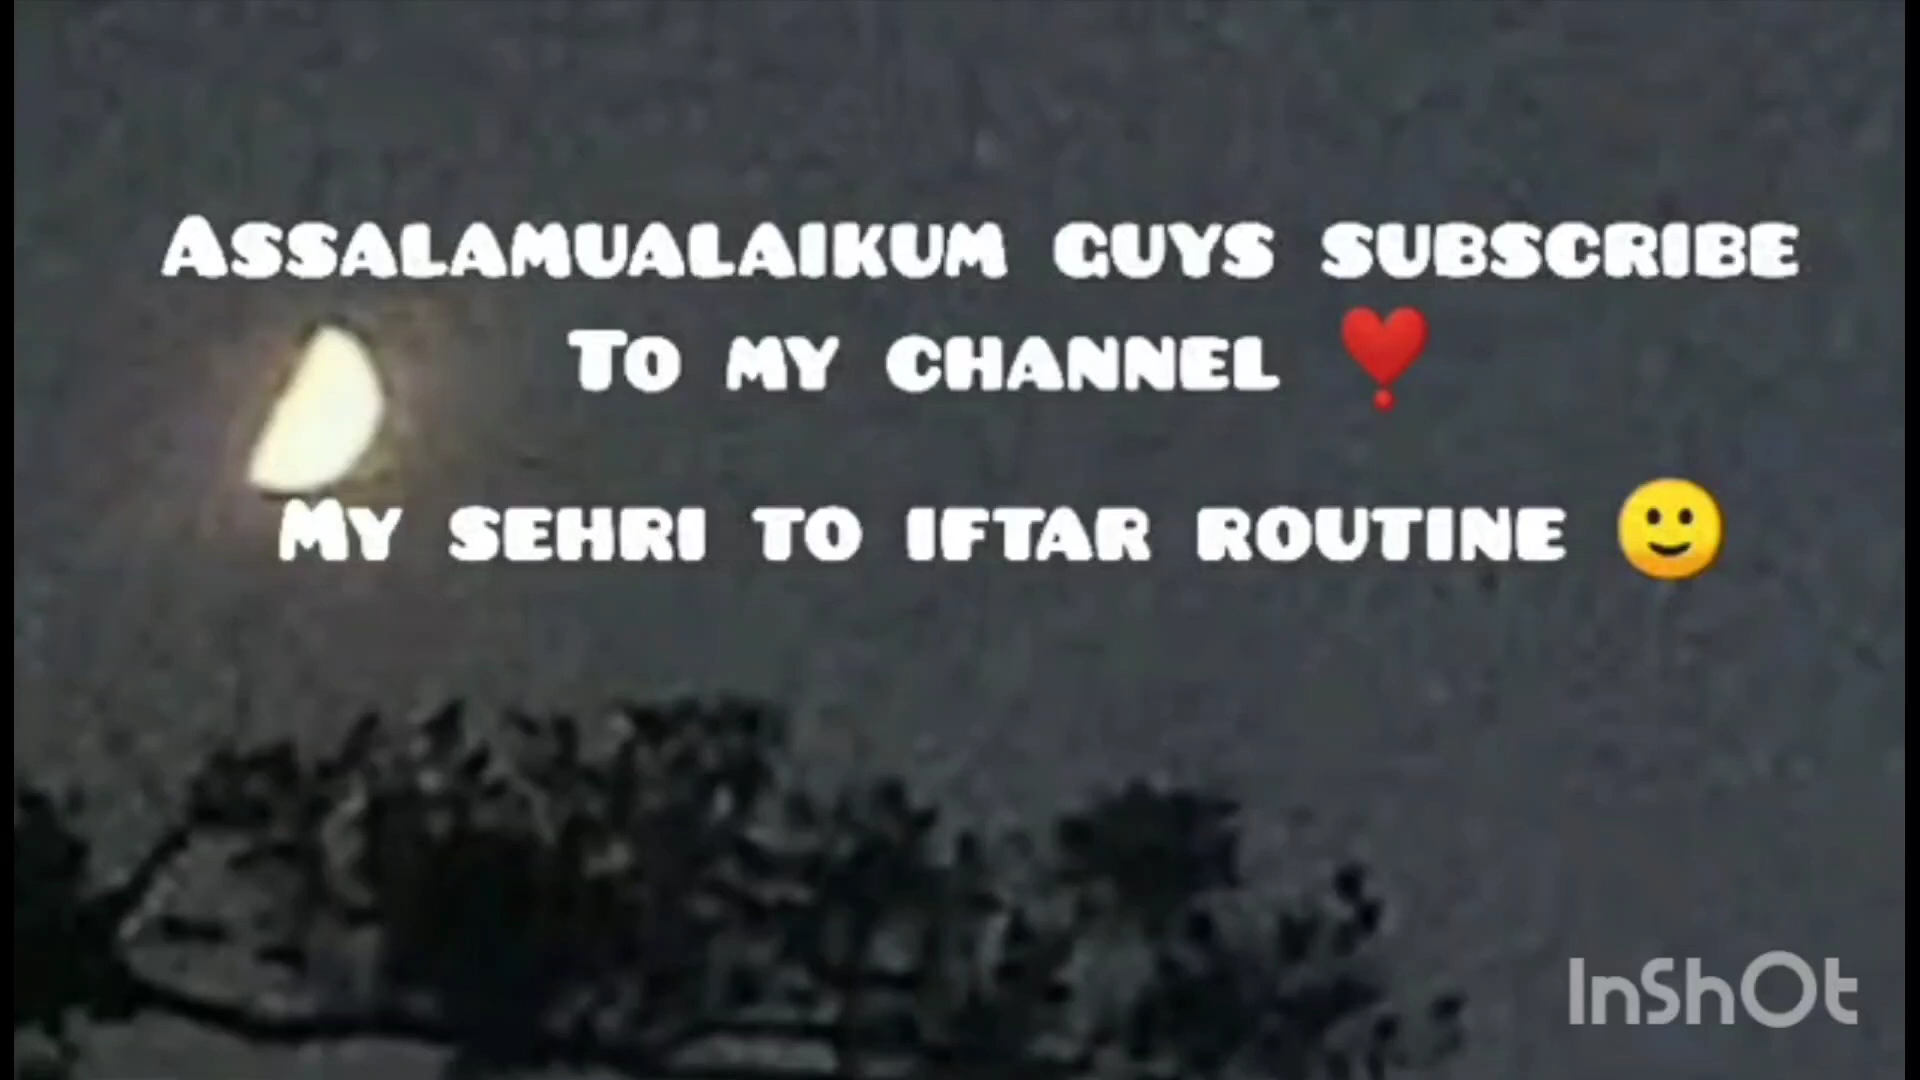 Assalamualaikum guys subscribe
To my channel ❣️
My sehri to iftar routine 🙂
InShOt